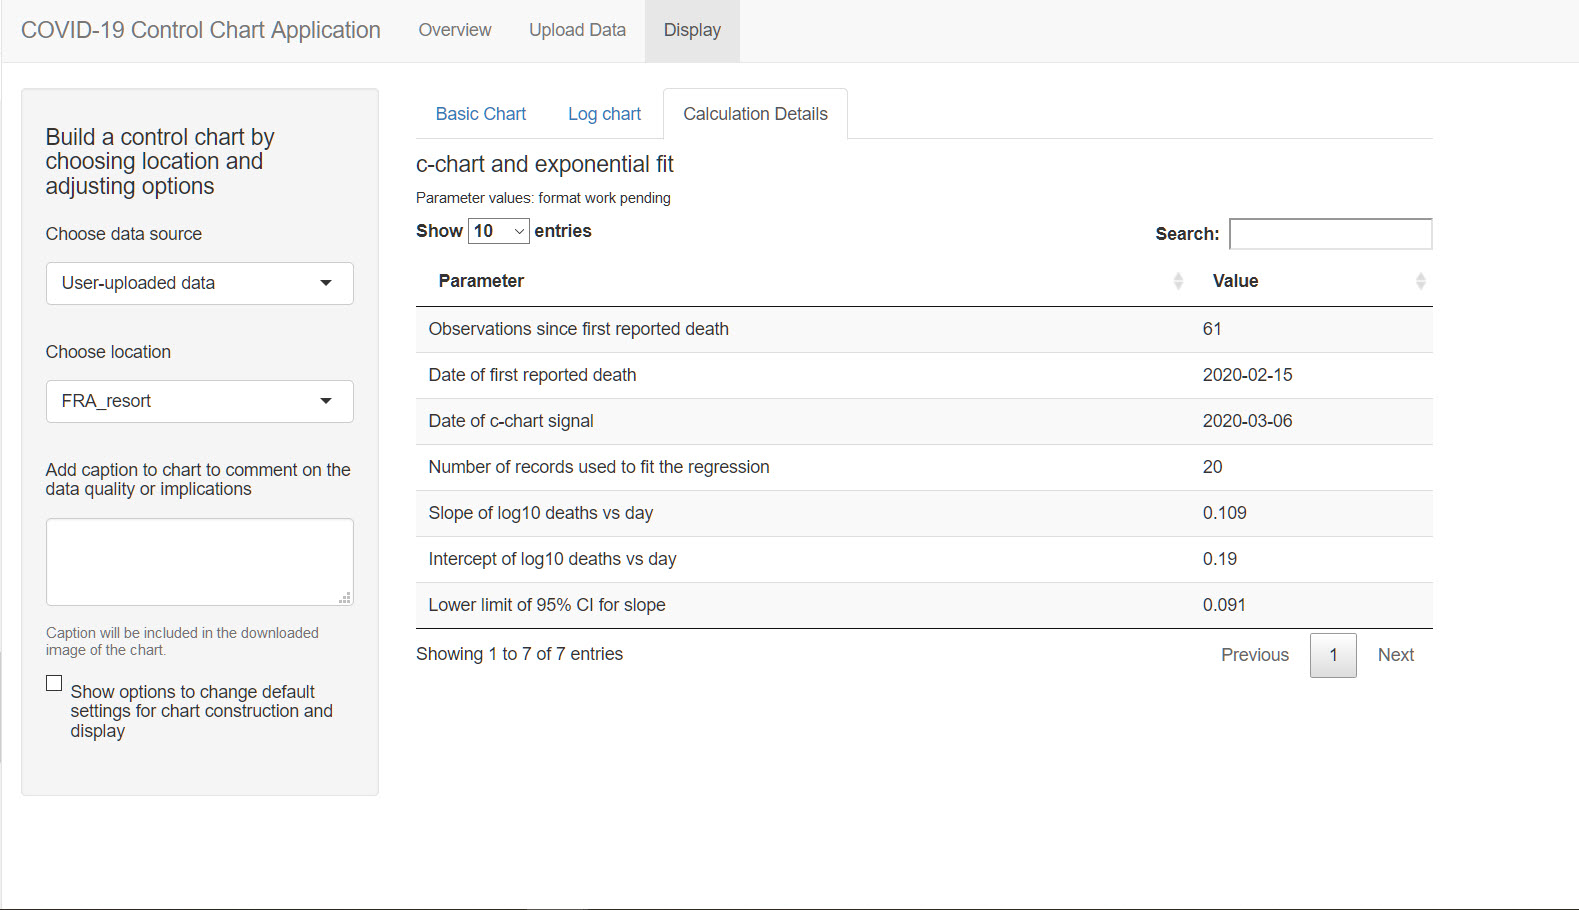 COVID-19 Control Chart Application Overview Upload Data Display
Build a control chart by
choosing location and
adjusting options
Choose data source
User-uploaded data
Choose location
FRA_resort
Add caption to chart to comment on the
data quality or implications
Caption will be included in the downloaded
image of the chart.
Show options to change default
settings for chart construction and
display
Basic Chart Log chart Calculation Details
c-chart and exponential fit
Parameter values: format work pending
Show 10 entries Search:
Parameter Value
Observations since first reported death 61
Date of first reported death 2020-02-15
Date of c-chart signal 2020-03-06
Number of records used to fit the regression 20
Slope of log10 deaths vs day 0.109
Intercept of log10 deaths vs day 0.19
Lower limit of 95% CI for slope 0.091
Showing 1 to 7 of 7 entries Previous 1 Next